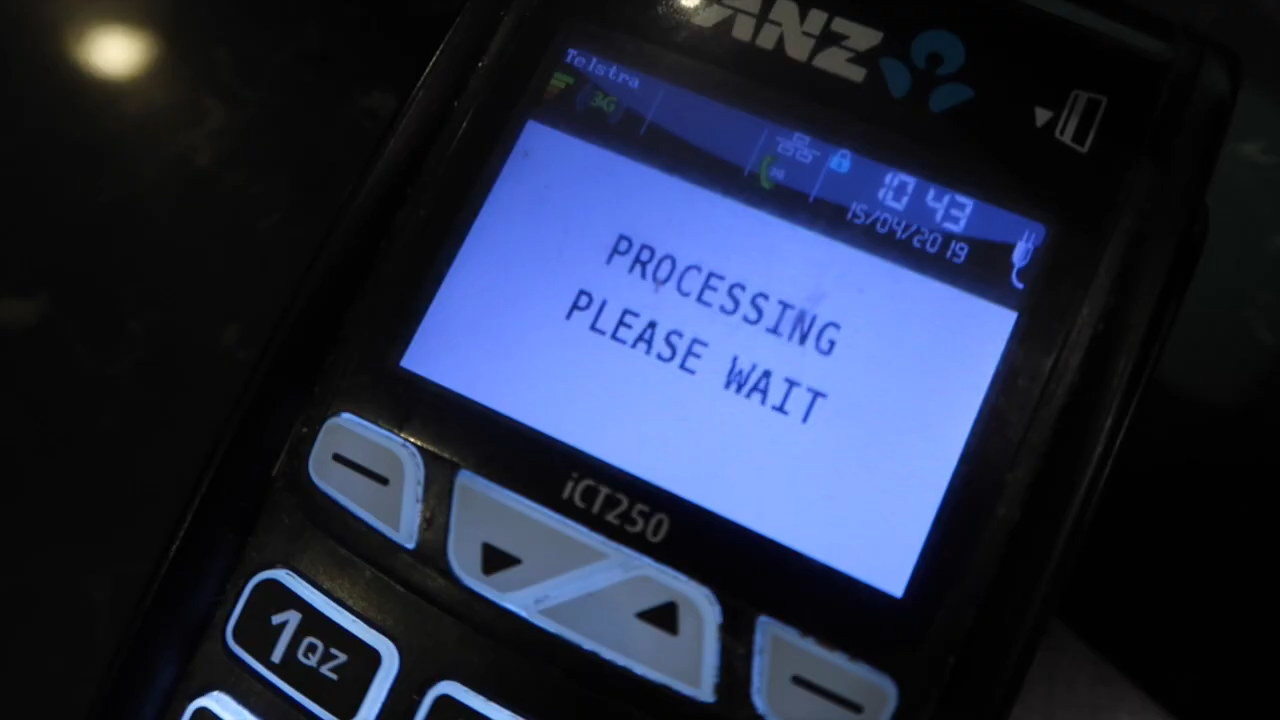 ANZ
Telstra
3G
10 43
15/04/2019
PROCESSING
PLEASE WAIT
iCT250
1QZ